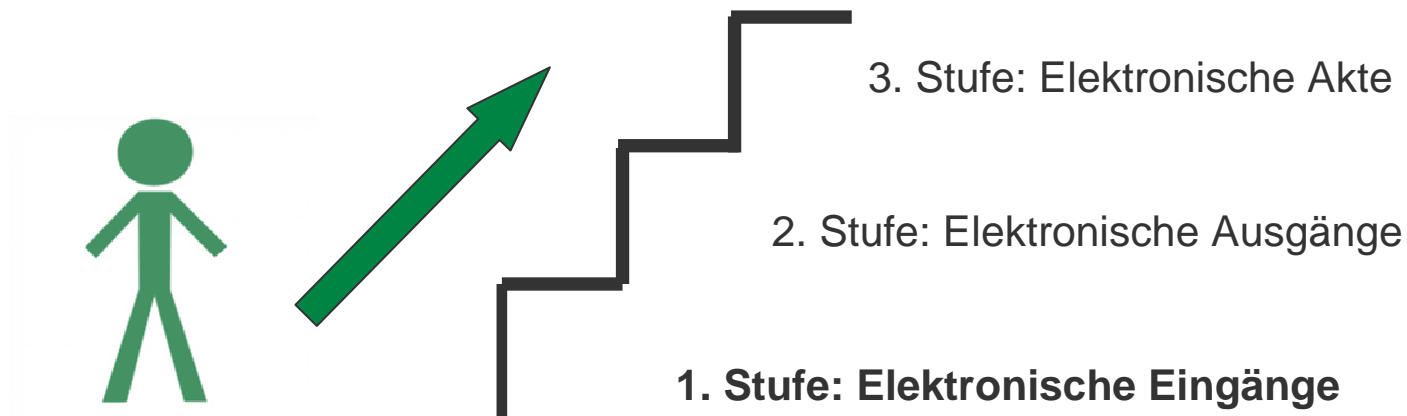 3. Stufe: Elektronische Akte
2. Stufe: Elektronische Ausgänge
1. Stufe: Elektronische Eingänge